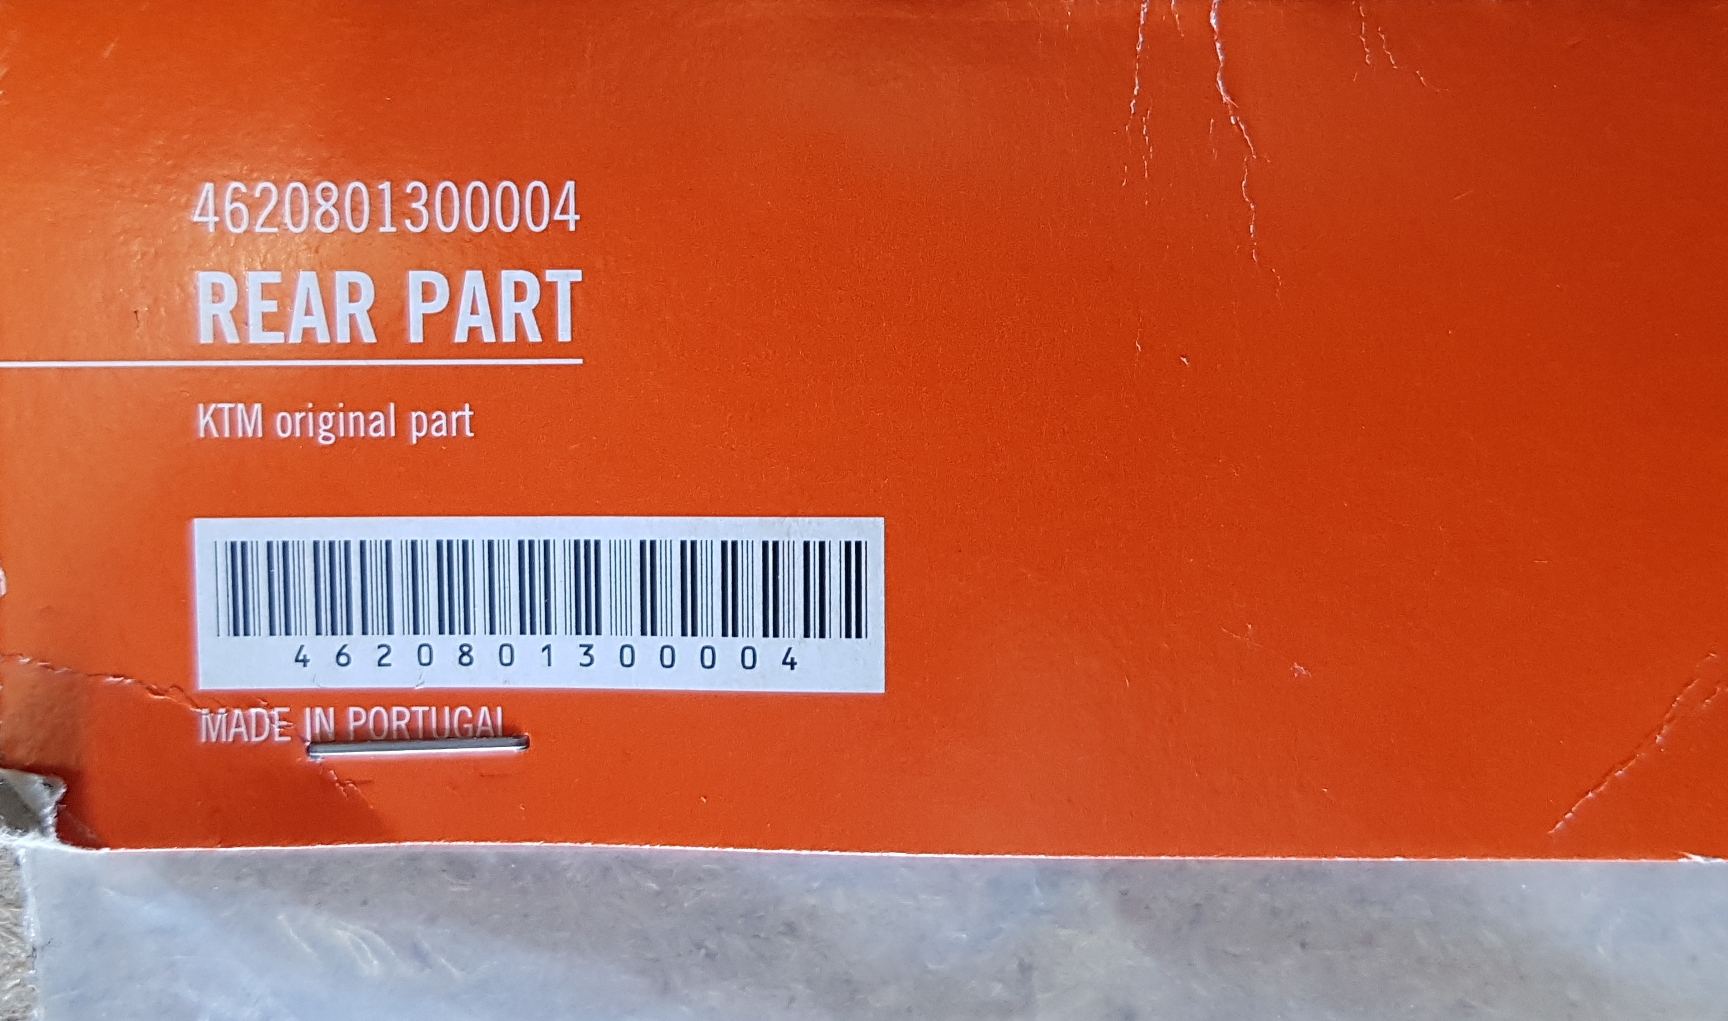 4620801300004
REAR PART
KTM original part
4620801300004
MADE IN PORTUGAL